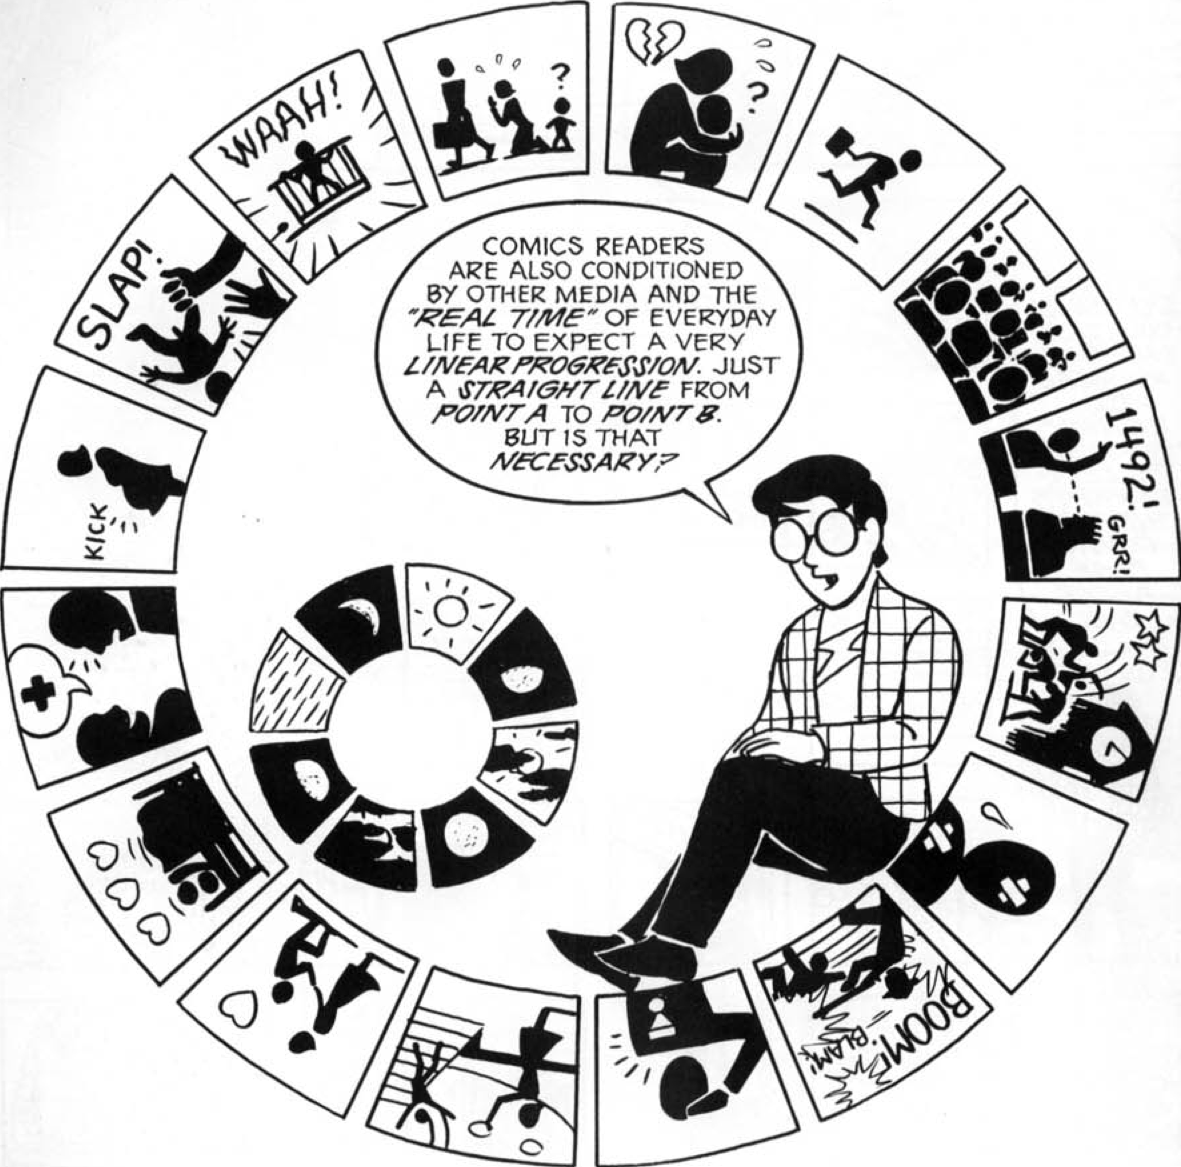 COMICS READERS
ARE ALSO CONDITIONED
BY OTHER MEDIA AND THE
"REAL TIME" OF EVERYDAY
LIFE TO EXPECT A VERY
LINEAR PROGRESSION. JUST
A STRAIGHT LINE FROM
POINT A TO POINT B.
BUT IS THAT
NECESSARY?
?
?
1492!
GRR!
BOOM!
BLAM!
KICK
SLAP!
WAAH!